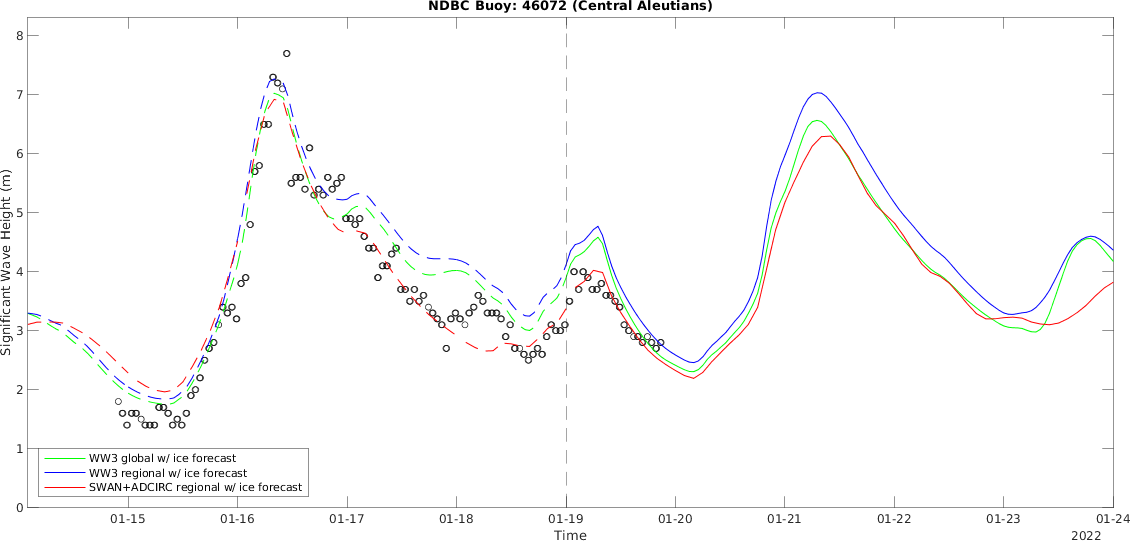 NDBC Buoy: 46072 (Central Aleutians)
8
7
6
5
4
3
2
1
0
Significant Wave Height (m)
WW3 global w/ ice forecast
WW3 regional w/ ice forecast
SWAN+ADCIRC regional w/ ice forecast
01-15 01-16 01-17 01-18 01-19 01-20 01-21 01-22 01-23 01-24
Time
2022